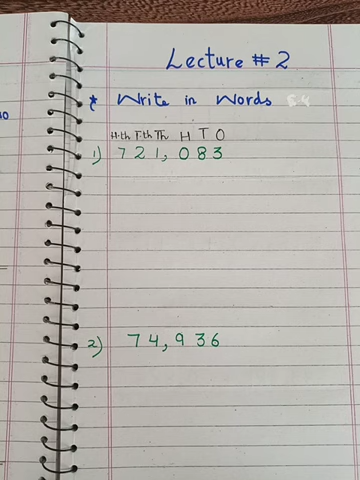 Lecture # 2
* Write in Words
H.th T.th Th H T O
1) 721,083
2) 74,936